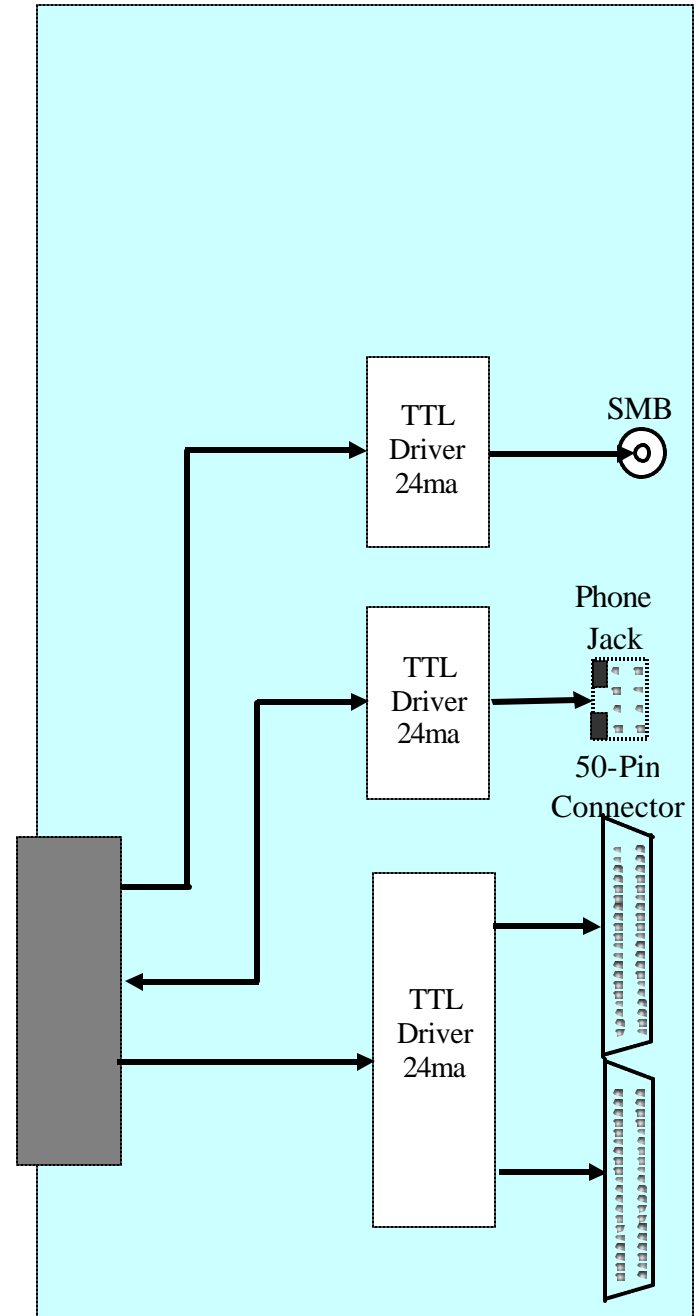 TTL
Driver
24ma
SMB
Phone
Jack
TTL
Driver
24ma
50-Pin
Connector
TTL
Driver
24ma